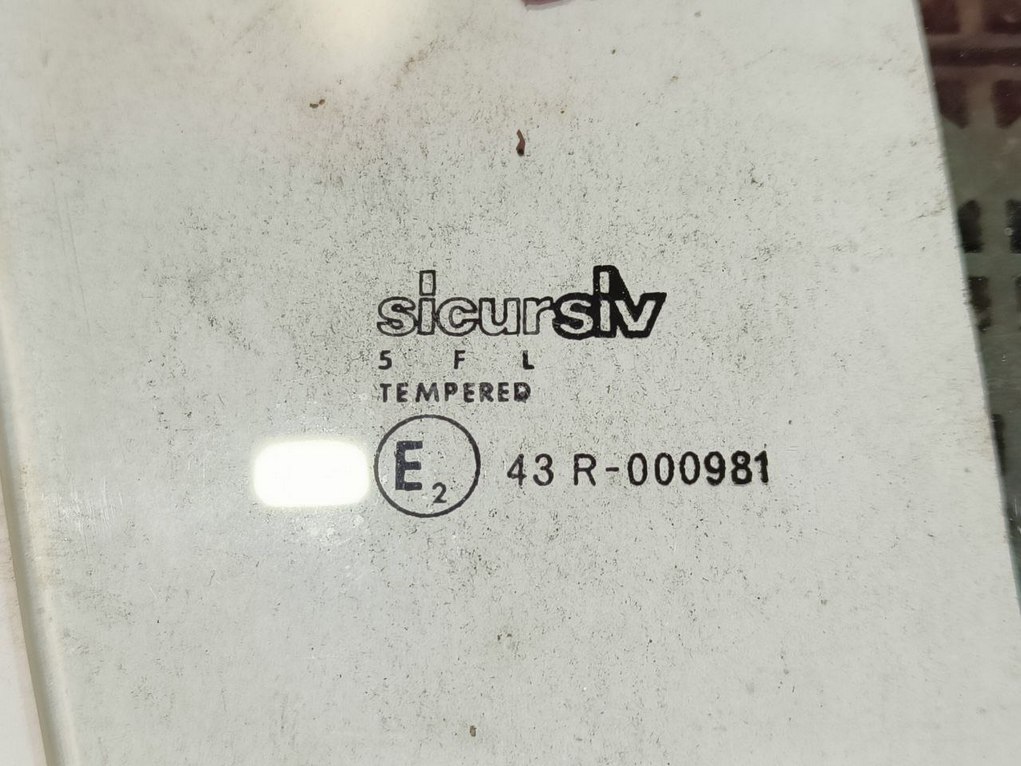 sicursiv
5 F L
TEMPERED
E2 43 R-000981